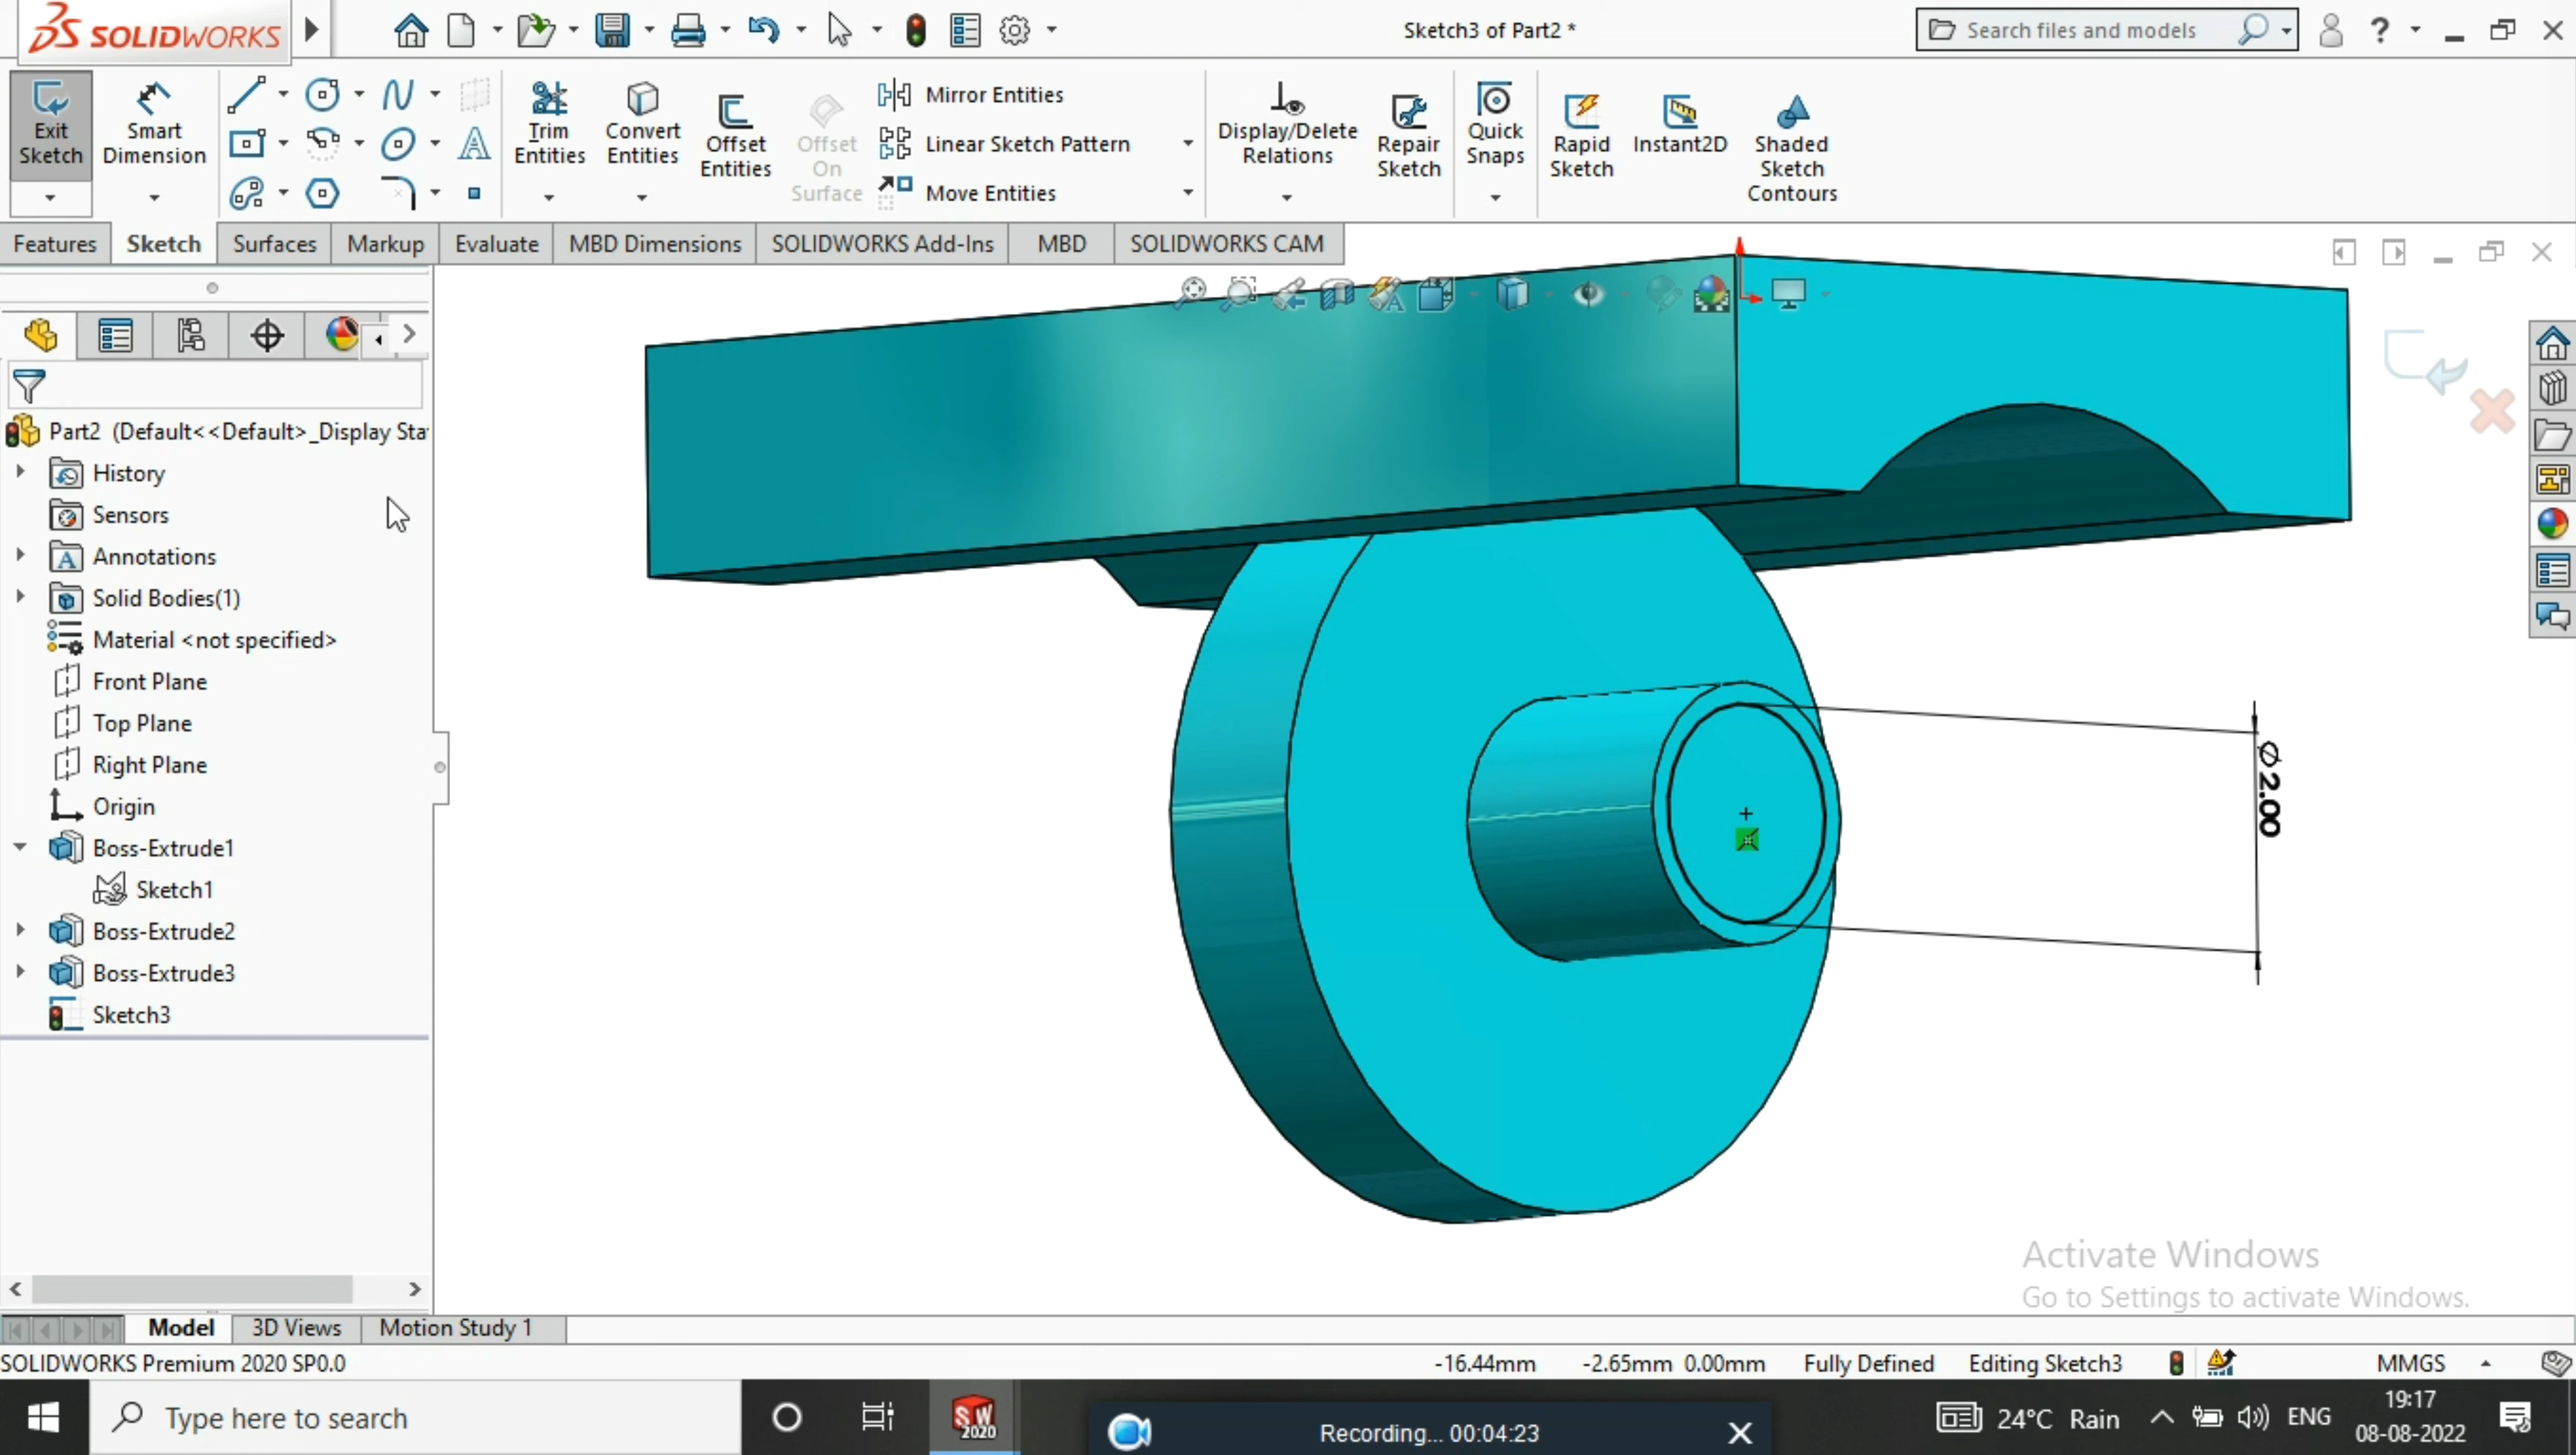 SOLIDWORKS
Sketch3 of Part2 *
Search files and models
?
Exit Sketch
Smart Dimension
Trim Entities
Convert Entities
Offset Entities
Offset On Surface
Mirror Entities
Linear Sketch Pattern
Move Entities
Display/Delete Relations
Repair Sketch
Quick Snaps
Rapid Sketch
Instant2D
Shaded Sketch Contours
Features
Sketch
Surfaces
Markup
Evaluate
MBD Dimensions
SOLIDWORKS Add-Ins
MBD
SOLIDWORKS CAM
Part2 (Default<<Default>_Display Sta
History
Sensors
Annotations
Solid Bodies(1)
Material <not specified>
Front Plane
Top Plane
Right Plane
Origin
Boss-Extrude1
Sketch1
Boss-Extrude2
Boss-Extrude3
Sketch3
∅2.00
Activate Windows
Go to Settings to activate Windows.
Model
3D Views
Motion Study 1
SOLIDWORKS Premium 2020 SP0.0
-16.44mm
-2.65mm 0.00mm
Fully Defined
Editing Sketch3
MMGS
Type here to search
SW 2020
Recording... 00:04:23
24°C Rain
ENG
19:17
08-08-2022